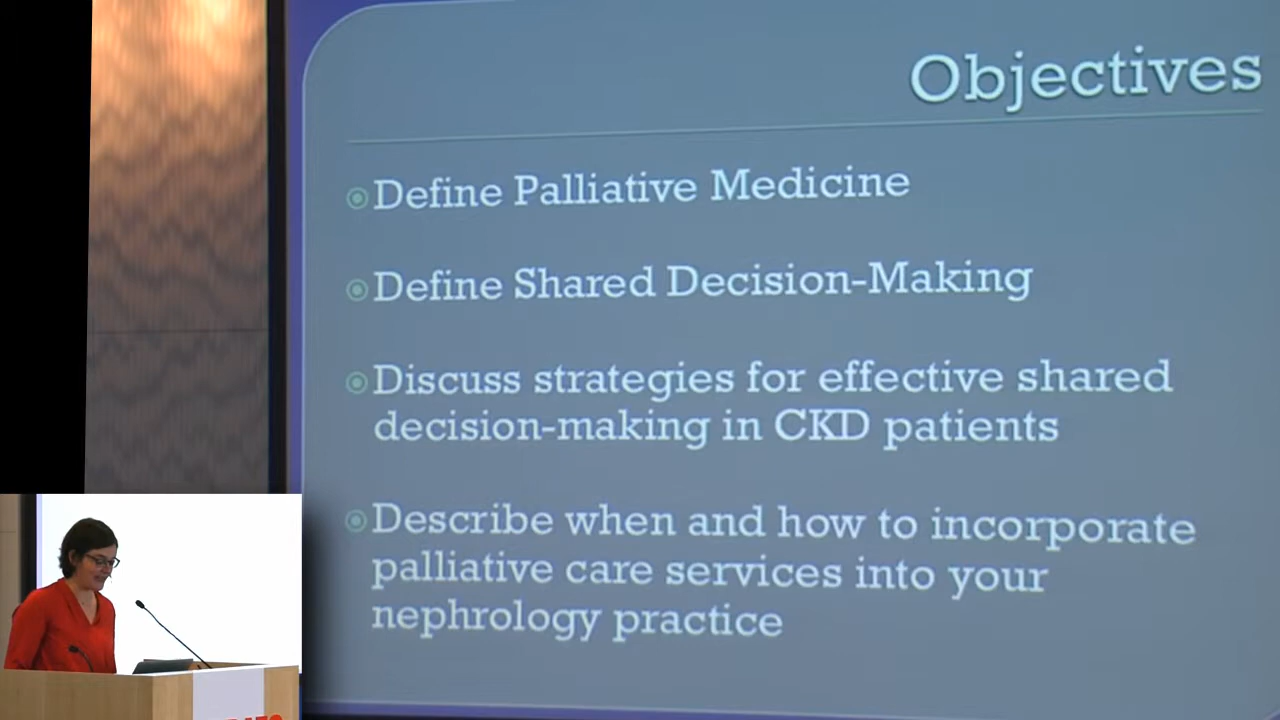 Objectives
Define Palliative Medicine
Define Shared Decision-Making
Discuss strategies for effective shared
decision-making in CKD patients
Describe when and how to incorporate
palliative care services into your
nephrology practice